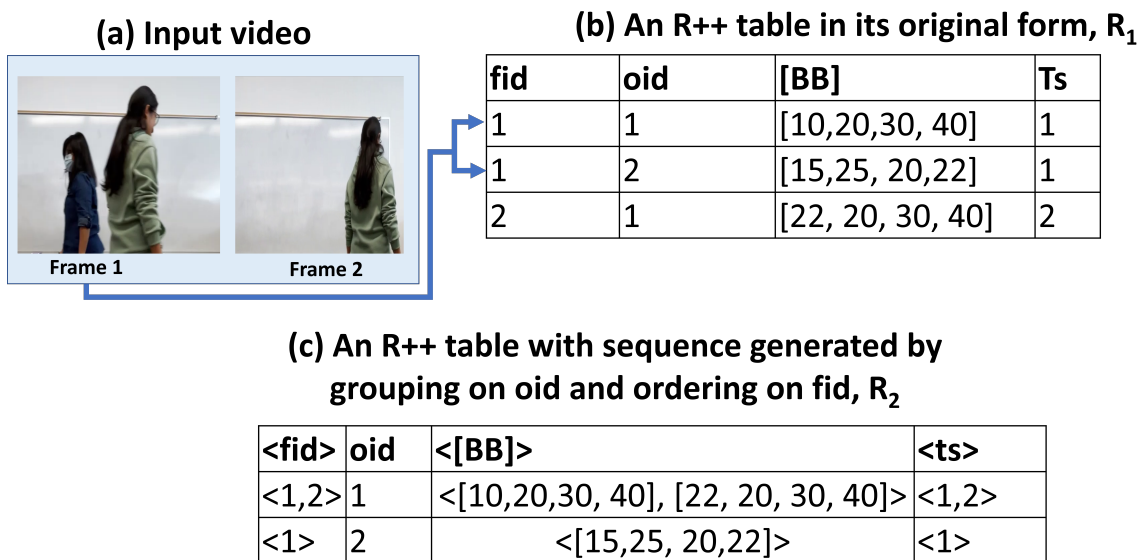 (a) Input video
Frame 1
Frame 2
(b) An R++ table in its original form, R₁
fid oid [BB] Ts
1 1 [10,20,30, 40] 1
1 2 [15,25, 20,22] 1
2 1 [22, 20, 30, 40] 2
(c) An R++ table with sequence generated by
grouping on oid and ordering on fid, R₂
<fid> oid <[BB]> <ts>
<1,2> 1 <[10,20,30, 40], [22, 20, 30, 40]> <1,2>
<1> 2 <[15,25, 20,22]> <1>